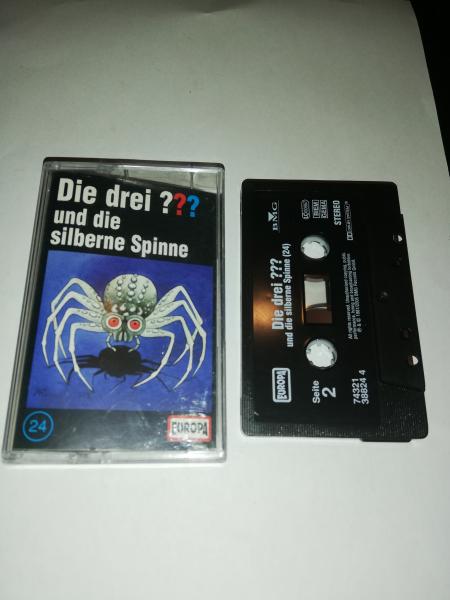 Die drei ???
und die
silberne Spinne
24
EUROPA
BMG
STEREO
Die drei ???
und die silberne Spinne (24)
EUROPA
Seite
2
74321
38824 4